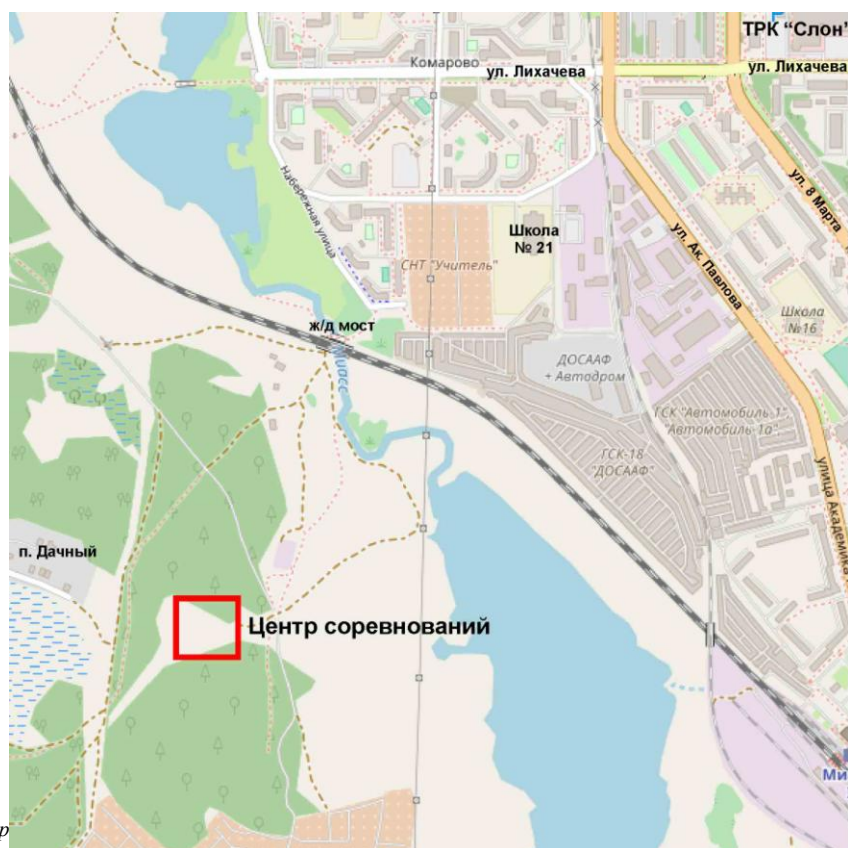 ТРК “Слон”
Комарово
ул. Лихачева
ул. Лихачева
Набережная улица
ул. 8 Марта
ул. Ак. Павлова
Школа
№ 21
СНТ "Учитель"
Школа
№16
ж/д мост
Миасс
ДОСААФ
+ Автодром
ГСК "Автомобиль-1",
"Автомобиль-1а"
ГСК-18
"ДОСААФ"
улица Академика
п. Дачный
Центр соревнований
Ми
р